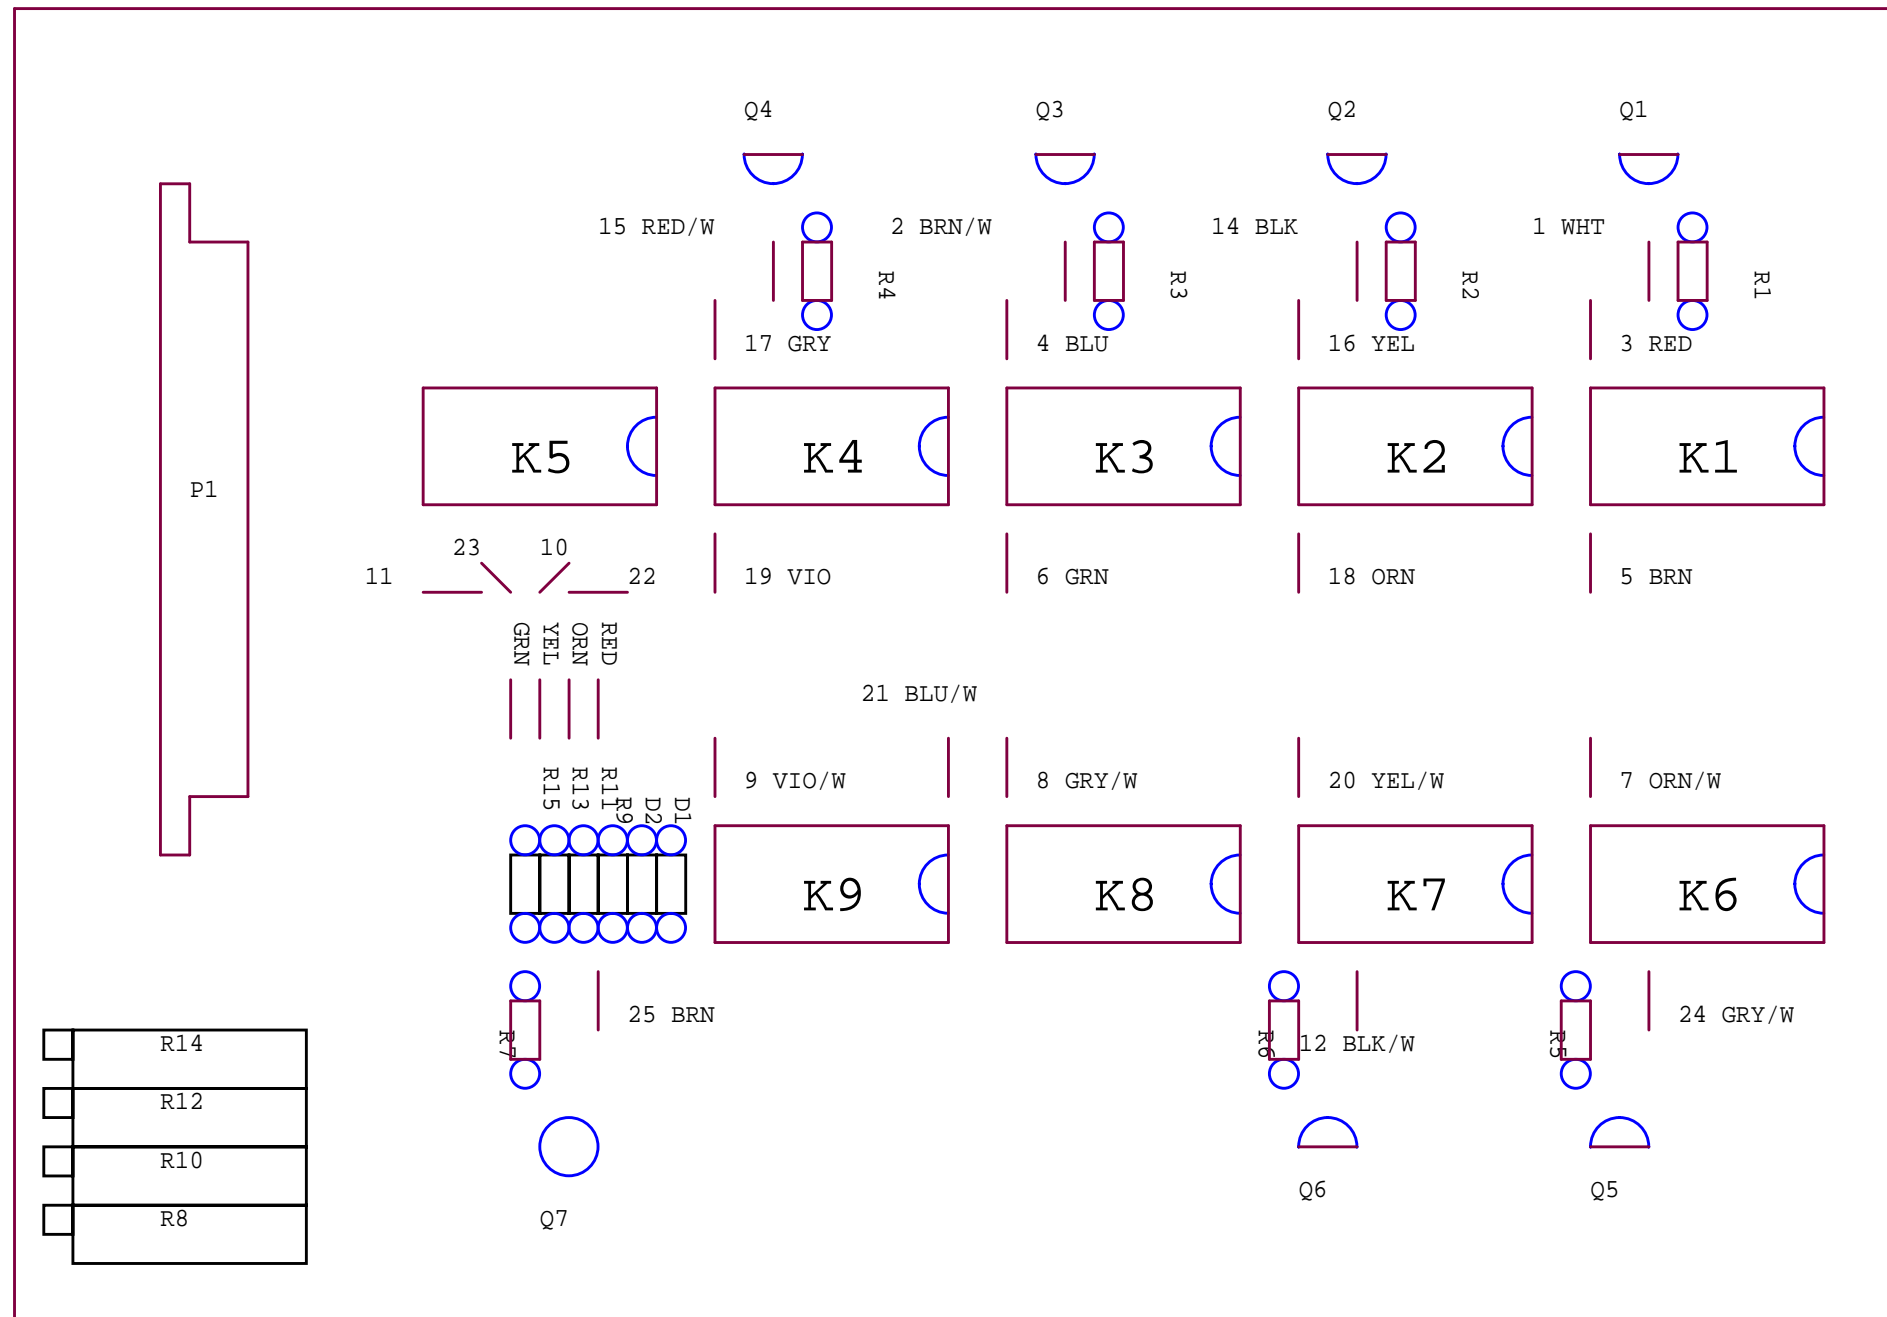 Q4 Q3 Q2 Q1
15 RED/W 2 BRN/W 14 BLK 1 WHT
R4 R3 R2 R1
17 GRY 4 BLU 16 YEL 3 RED
K5 K4 K3 K2 K1
P1
23 10
11 22 19 VIO 6 GRN 18 ORN 5 BRN
GRN YEL ORN RED
21 BLU/W
9 VIO/W 8 GRY/W 20 YEL/W 7 ORN/W
R15 R13 R11 R9 D2 D1
K9 K8 K7 K6
25 BRN 24 GRY/W
R14 R7 R6 12 BLK/W R5
R12
R10
Q6 Q5
R8 Q7